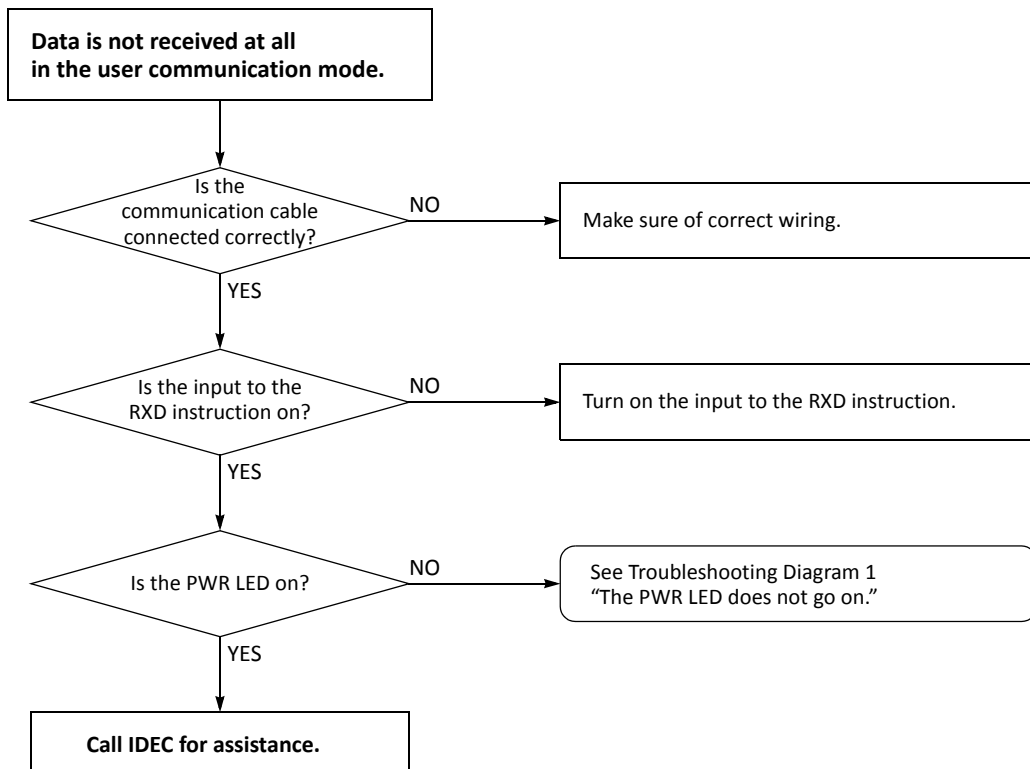 Data is not received at all
in the user communication mode.
Is the
communication cable
connected correctly?
NO
Make sure of correct wiring.
YES
Is the input to the
RXD instruction on?
NO
Turn on the input to the RXD instruction.
YES
Is the PWR LED on?
NO
See Troubleshooting Diagram 1
“The PWR LED does not go on.”
YES
Call IDEC for assistance.